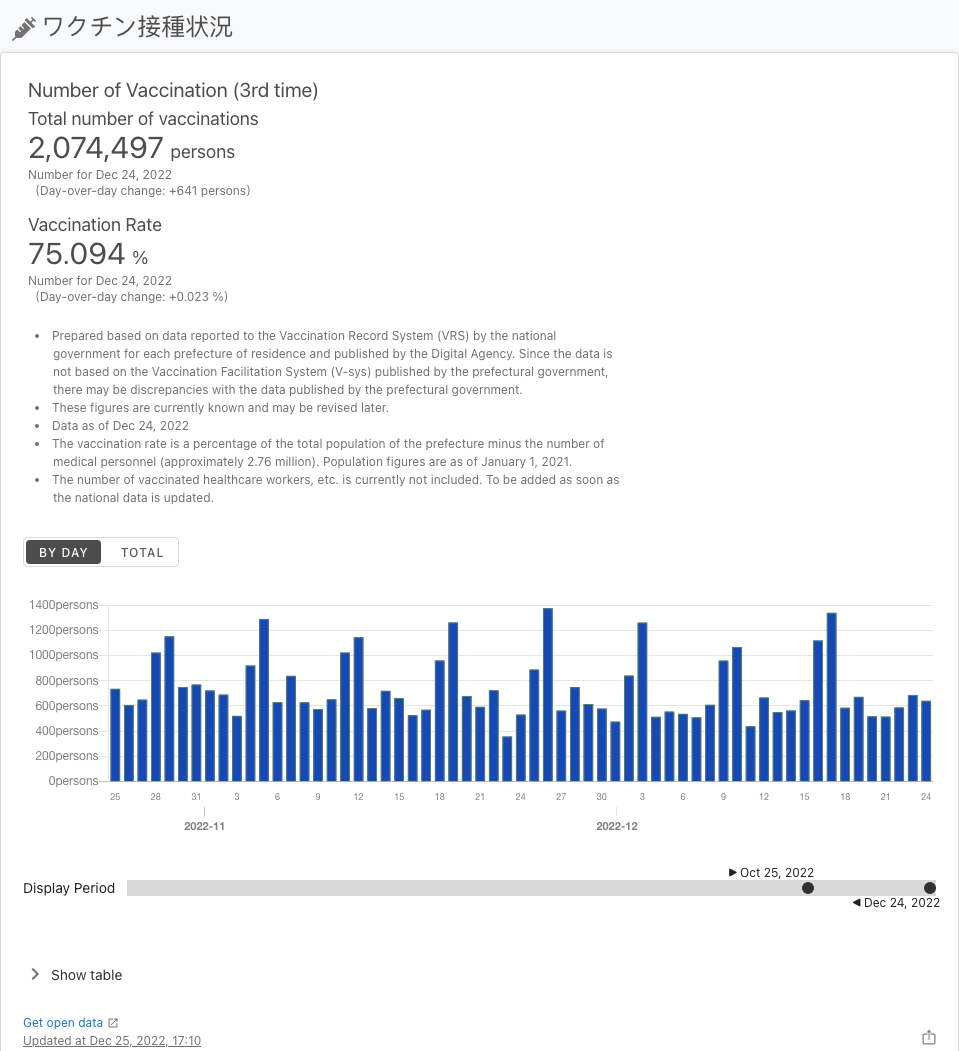 ワクチン接種状況
Number of Vaccination (3rd time)
Total number of vaccinations
2,074,497 persons
Number for Dec 24, 2022
(Day-over-day change: +641 persons)
Vaccination Rate
75.094 %
Number for Dec 24, 2022
(Day-over-day change: +0.023 %)
• Prepared based on data reported to the Vaccination Record System (VRS) by the national
government for each prefecture of residence and published by the Digital Agency. Since the data is
not based on the Vaccination Facilitation System (V-sys) published by the prefectural government,
there may be discrepancies with the data published by the prefectural government.
• These figures are currently known and may be revised later.
• Data as of Dec 24, 2022
• The vaccination rate is a percentage of the total population of the prefecture minus the number of
medical personnel (approximately 2.76 million). Population figures are as of January 1, 2021.
• The number of vaccinated healthcare workers, etc. is currently not included. To be added as soon as
the national data is updated.
BY DAY TOTAL
1400persons
1200persons
1000persons
800persons
600persons
400persons
200persons
0persons
25 28 31 3 6 9 12 15 18 21 24 27 30 3 6 9 12 15 18 21 24
2022-11 2022-12
▶ Oct 25, 2022
Display Period
◀ Dec 24, 2022
Show table
Get open data
Updated at Dec 25, 2022, 17:10